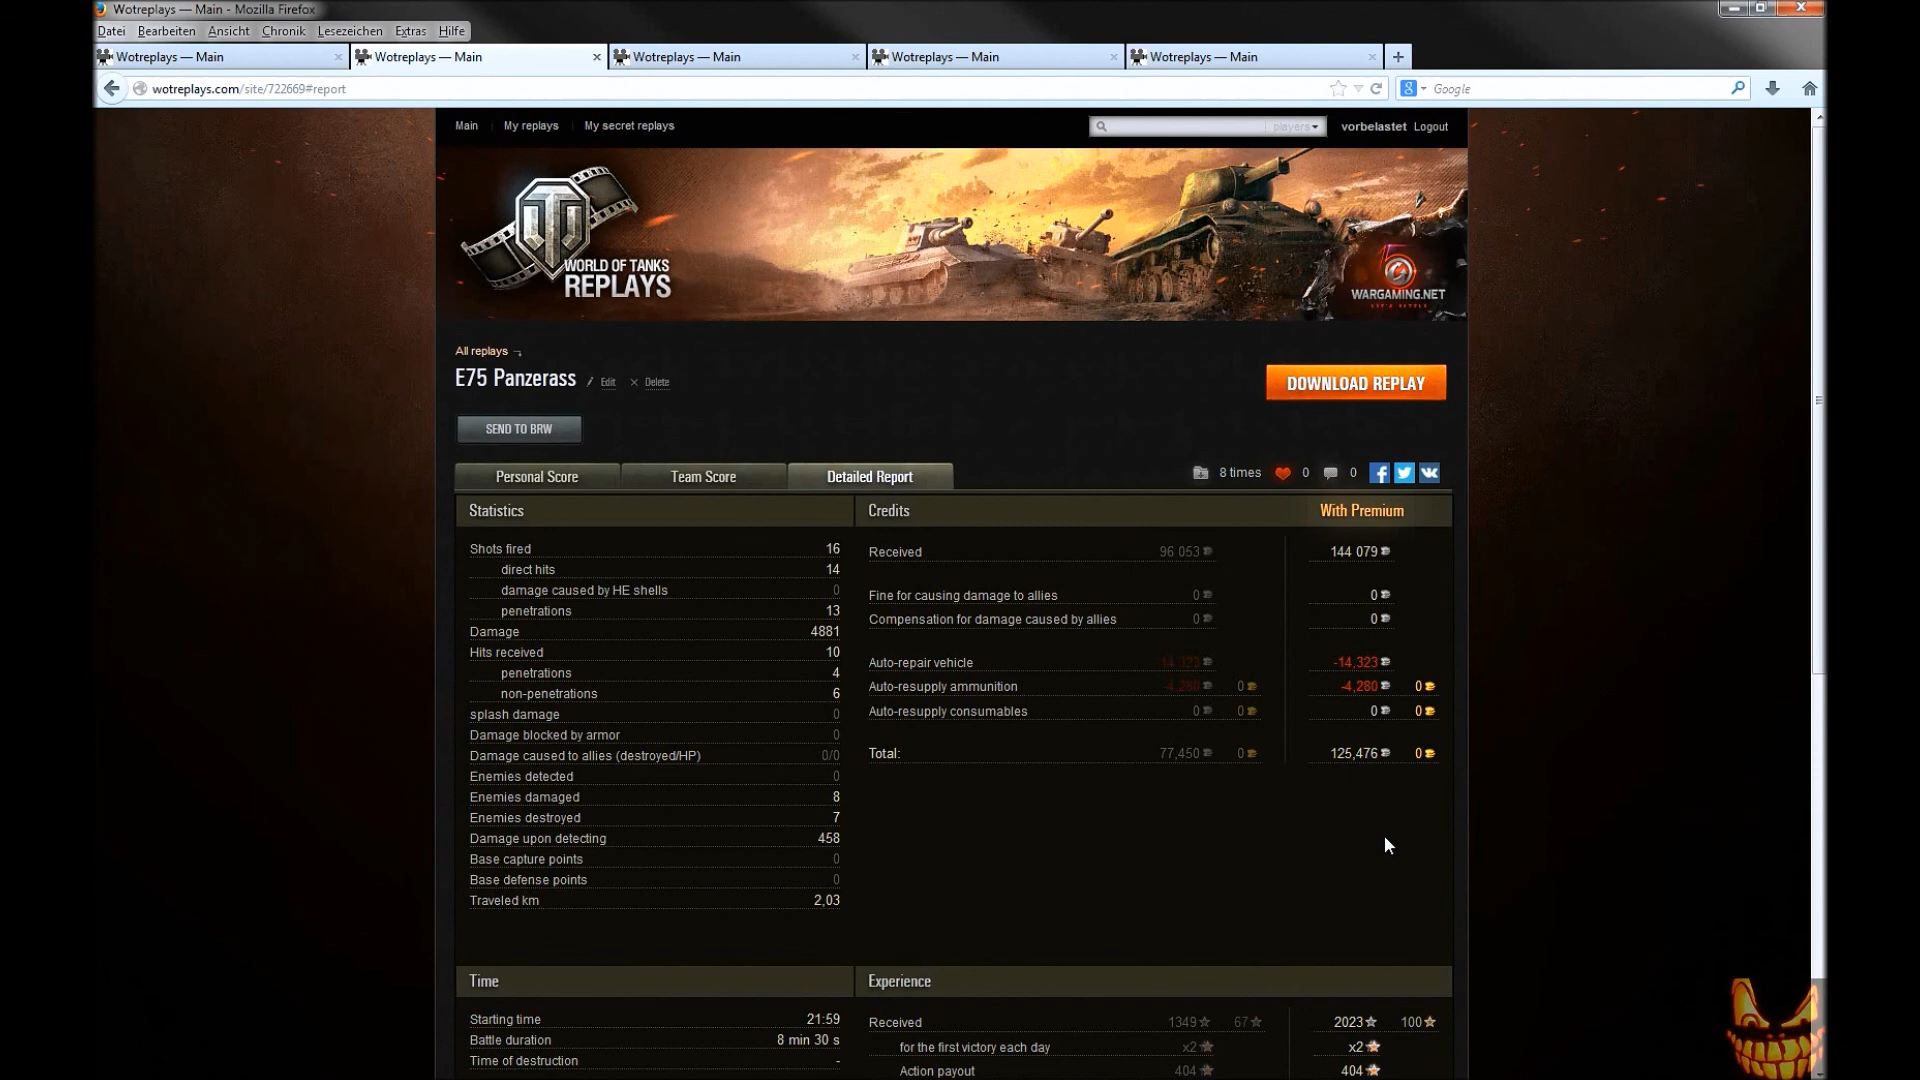 Wotreplays — Main - Mozilla Firefox
Datei Bearbeiten Ansicht Chronik Lesezeichen Extras Hilfe
Wotreplays — Main Wotreplays — Main Wotreplays — Main Wotreplays — Main Wotreplays — Main
wotreplays.com/site/722669#report Google
Main My replays My secret replays players vorbelastet Logout
WORLD OF TANKS
REPLAYS
WARGAMING.NET
LET'S BATTLE
All replays
E75 Panzerass Edit Delete
DOWNLOAD REPLAY
SEND TO BRW
Personal Score Team Score Detailed Report 8 times 0 0
Statistics Credits With Premium
Shots fired 16
direct hits 14
damage caused by HE shells 0
penetrations 13
Damage 4881
Hits received 10
penetrations 4
non-penetrations 6
splash damage 0
Damage blocked by armor 0
Damage caused to allies (destroyed/HP) 0/0
Enemies detected 0
Enemies damaged 8
Enemies destroyed 7
Damage upon detecting 458
Base capture points 0
Base defense points 0
Traveled km 2,03
Received 96 053 144 079
Fine for causing damage to allies 0 0
Compensation for damage caused by allies 0 0
Auto-repair vehicle -14,323 -14,323
Auto-resupply ammunition -4,280 0 -4,280 0
Auto-resupply consumables 0 0 0 0
Total: 77,450 0 125,476 0
Time Experience
Starting time 21:59
Battle duration 8 min 30 s
Time of destruction -
Received 1349 67 2023 100
for the first victory each day x2 x2
Action payout 404 404